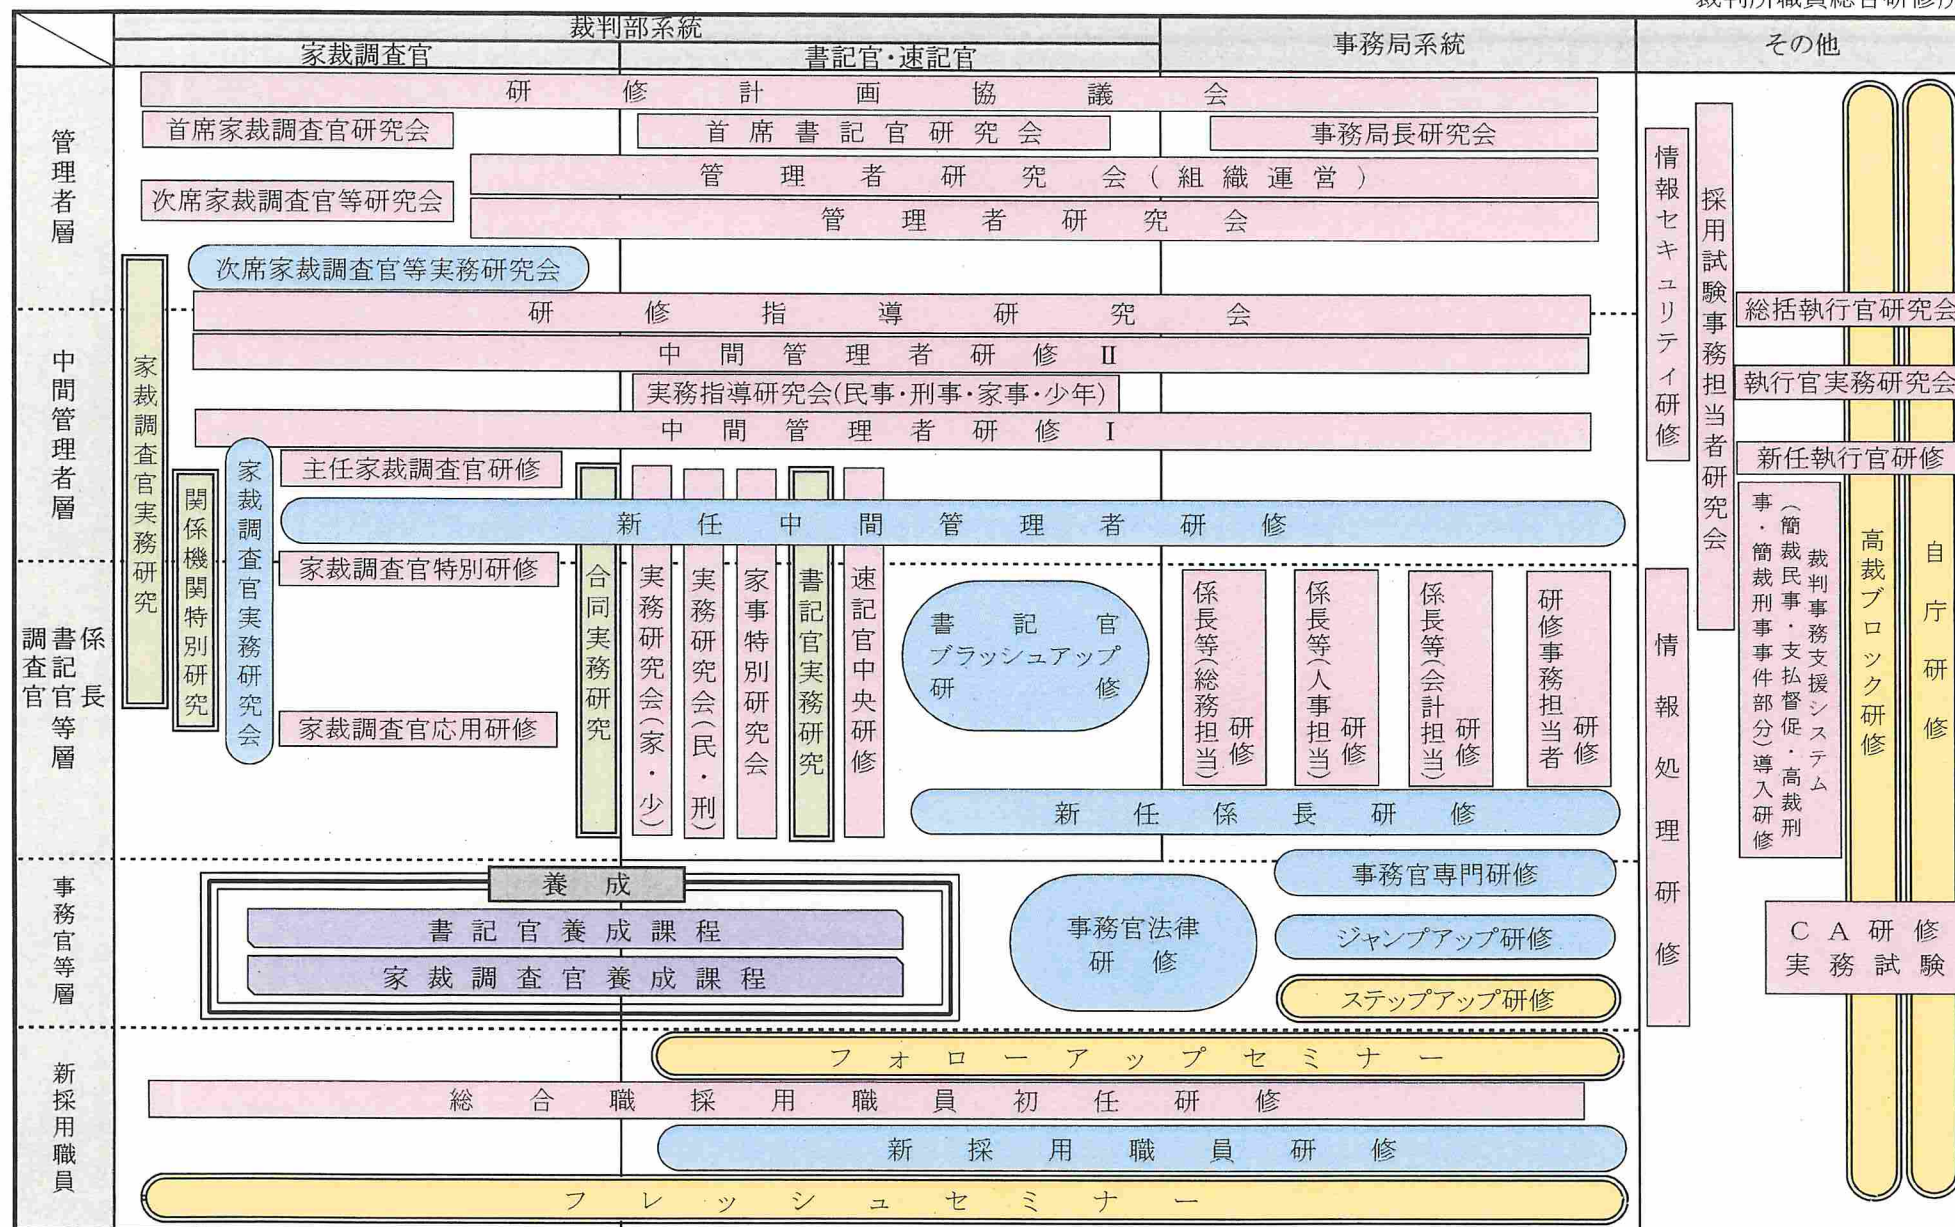 裁判所職員総合研修所
裁判部系統
事務局系統
その他
家裁調査官
書記官・速記官
管理者層
研修計画協議会
首席家裁調査官研究会
首席書記官研究会
事務局長研究会
管理者研究会(組織運営)
次席家裁調査官等研究会
管理者研究会
次席家裁調査官等実務研究会
情報セキュリティ研修
採用試験事務担当者研究会
中間管理者層
研修指導研究会
総括執行官研究会
中間管理者研修Ⅱ
実務指導研究会(民事・刑事・家事・少年)
執行官実務研究会
中間管理者研修Ⅰ
主任家裁調査官研修
新任執行官研修
新任中間管理者研修
家裁調査官実務研究
関係機関特別研究
家裁調査官実務研究会
係長
書記官等層
調査官
家裁調査官特別研修
家裁調査官応用研修
合同実務研究
実務研究会(家・少)
実務研究会(民・刑)
家事特別研究会
書記官実務研究
速記官中央研修
書記官
ブラッシュアップ
研修
係長等(総務担当)
研修
係長等(人事担当)
研修
係長等(会計担当)
研修
研修事務担当者
研修
新任係長研修
情報処理研修
裁判事務支援システム
(簡裁民事・支払督促・高裁刑
事・簡裁刑事事件部分)導入研修
高裁ブロック研修
自庁研修
事務官等層
養成
書記官養成課程
家裁調査官養成課程
事務官法律
研修
事務官専門研修
ジャンプアップ研修
ステップアップ研修
CA研修
実務試験
新採用職員
フォローアップセミナー
総合職採用職員初任研修
新採用職員研修
フレッシュセミナー